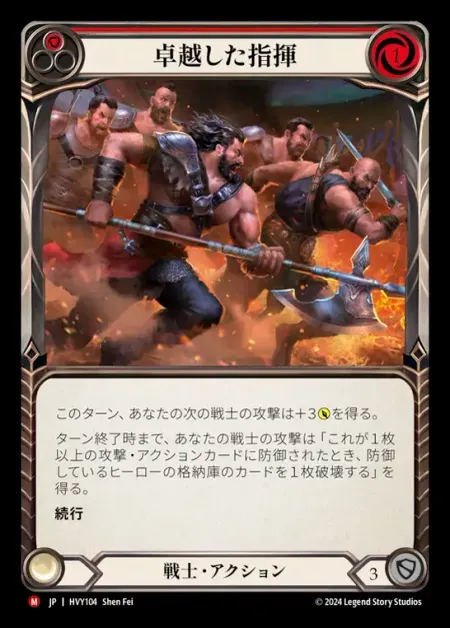 卓越した指揮
1
このターン、あなたの次の戦士の攻撃は+3を得る。
ターン終了時まで、あなたの戦士の攻撃は「これが1枚
以上の攻撃・アクションカードに防御されたとき、防御
しているヒーローの格納庫のカードを1枚破壊する」を
得る。
続行
戦士・アクション
3
M JP | HVY104 Shen Fei
© 2024 Legend Story Studios